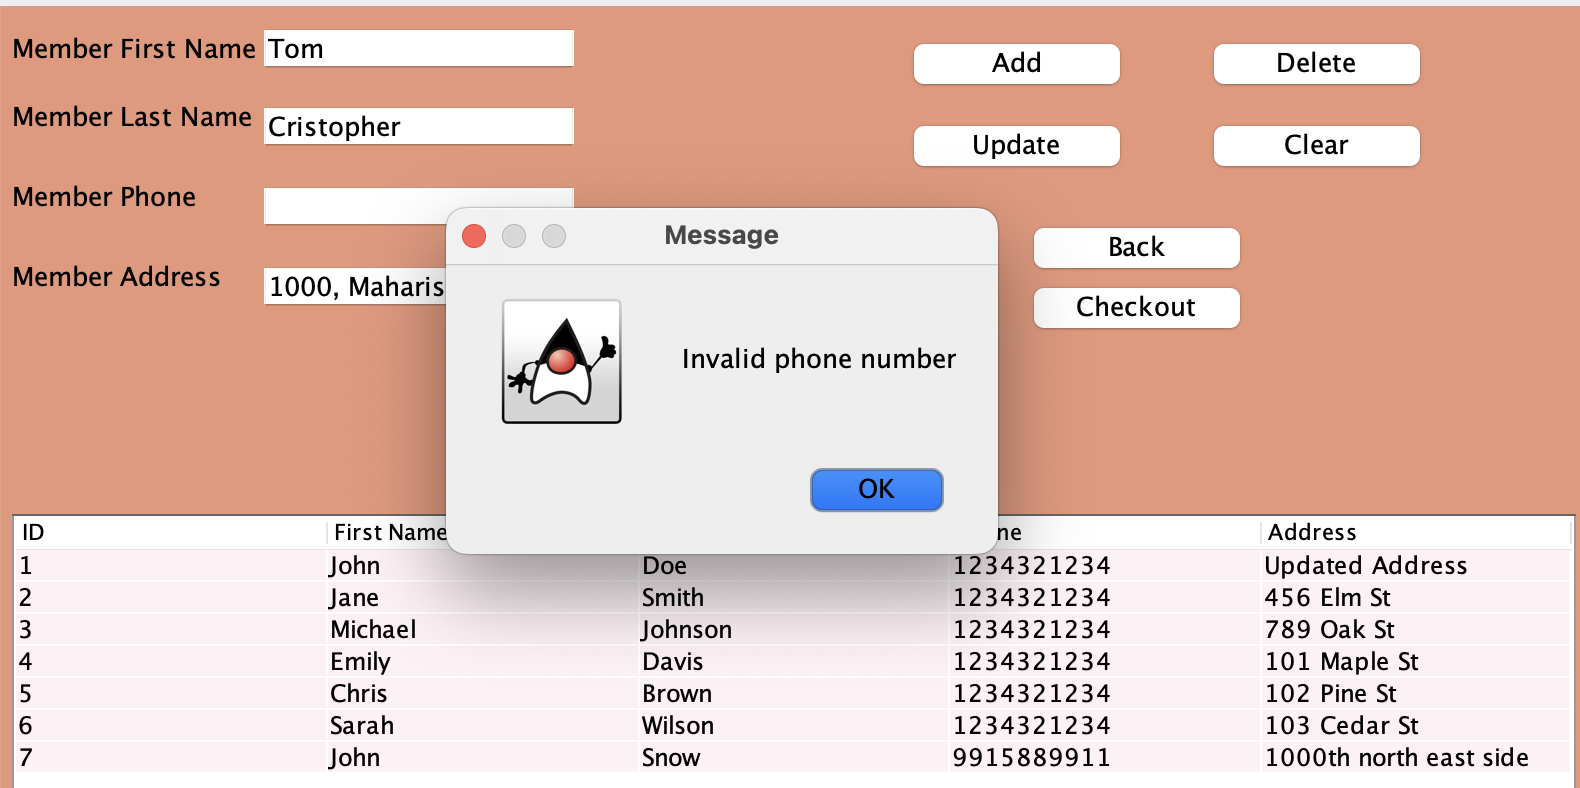 Member First Name Tom
Add Delete
Member Last Name Cristopher
Update Clear
Member Phone
Message
Back
Member Address 1000, Maharis
Checkout
Invalid phone number
OK
ID First Name Address
1 John Doe 1234321234 Updated Address
2 Jane Smith 1234321234 456 Elm St
3 Michael Johnson 1234321234 789 Oak St
4 Emily Davis 1234321234 101 Maple St
5 Chris Brown 1234321234 102 Pine St
6 Sarah Wilson 1234321234 103 Cedar St
7 John Snow 9915889911 1000th north east side